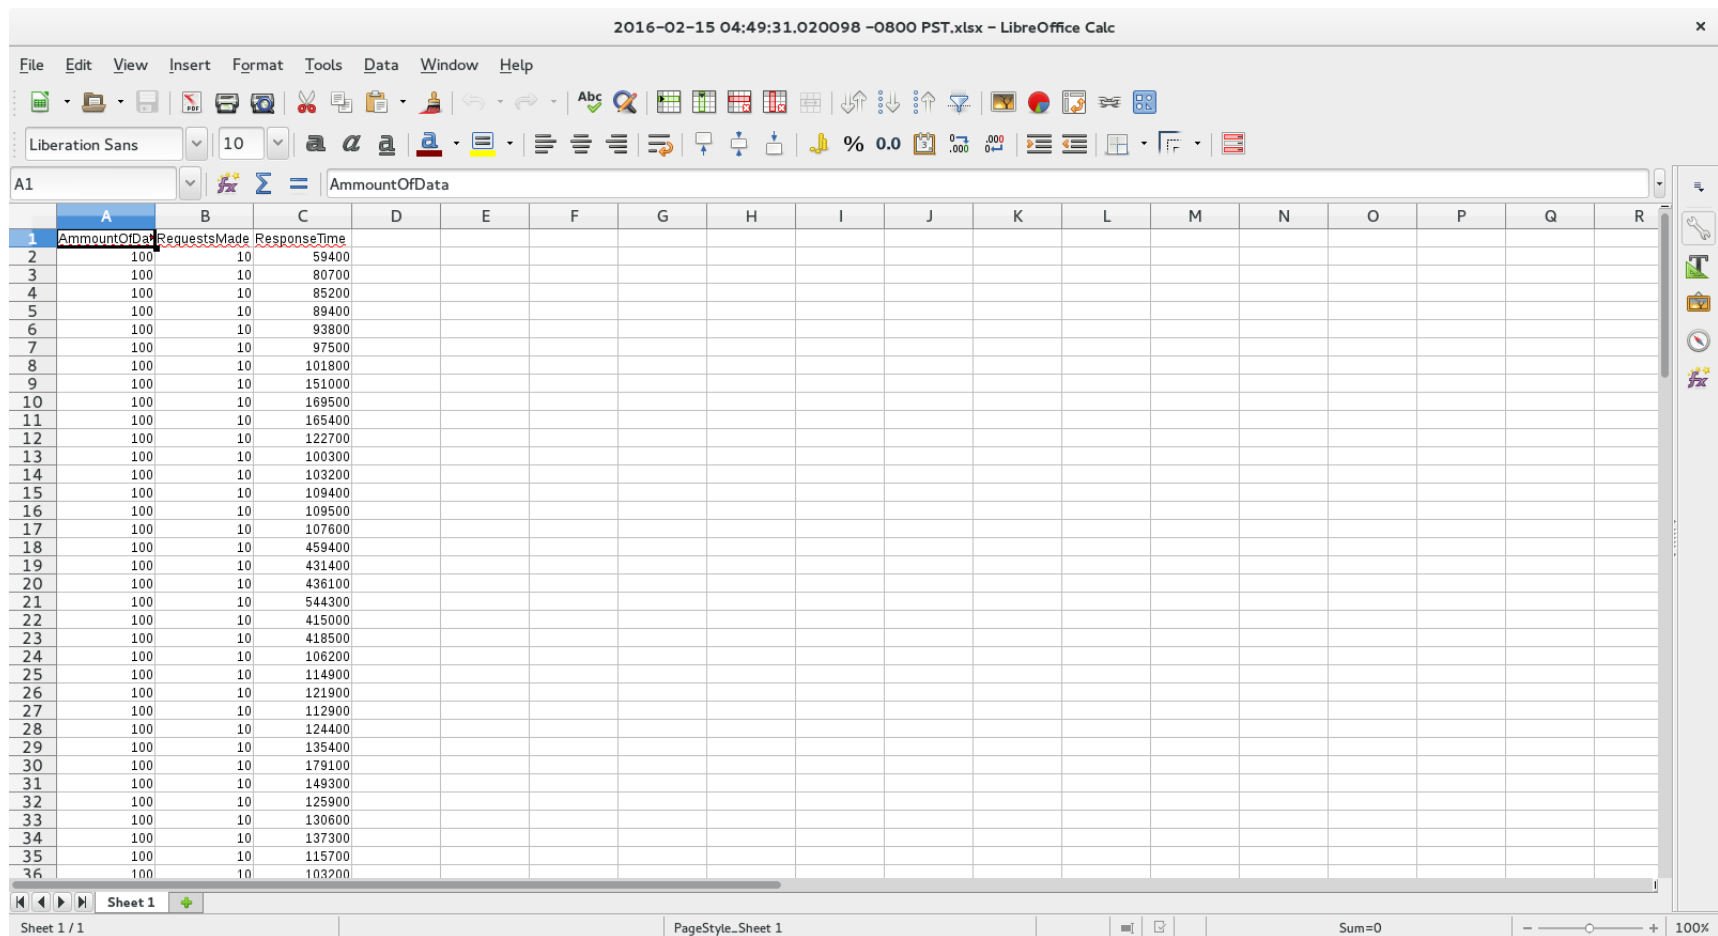 2016-02-15 04:49:31.020098 -0800 PST.xlsx - LibreOffice Calc
File Edit View Insert Format Tools Data Window Help
Liberation Sans 10
A1 AmmountOfData
A B C D E F G H I J K L M N O P Q R
1 AmmountOfDat RequestsMade ResponseTime
2 100 10 59400
3 100 10 80700
4 100 10 85200
5 100 10 89400
6 100 10 93800
7 100 10 97500
8 100 10 101800
9 100 10 151000
10 100 10 169500
11 100 10 165400
12 100 10 122700
13 100 10 100300
14 100 10 103200
15 100 10 109400
16 100 10 109500
17 100 10 107600
18 100 10 459400
19 100 10 431400
20 100 10 436100
21 100 10 544300
22 100 10 415000
23 100 10 418500
24 100 10 106200
25 100 10 114900
26 100 10 121900
27 100 10 112900
28 100 10 124400
29 100 10 135400
30 100 10 179100
31 100 10 149300
32 100 10 125900
33 100 10 130600
34 100 10 137300
35 100 10 115700
36 100 10 103200
Sheet 1
Sheet 1 / 1 PageStyle_Sheet 1 Sum=0 100%